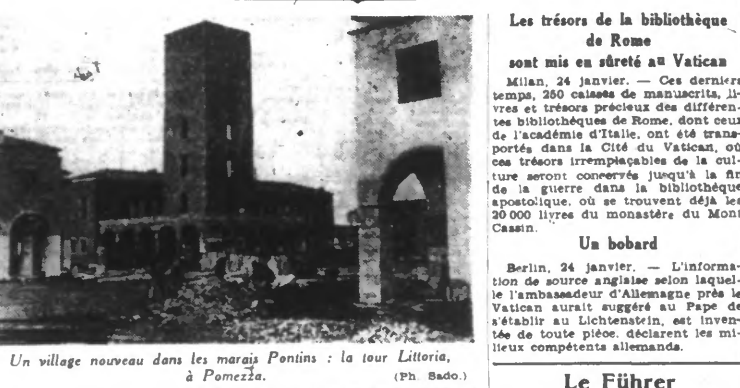 Un village nouveau dans les marais Pontins : la tour Littoria,
à Pomezia. (Ph. Sado.)
Les trésors de la bibliothèque
de Rome
sont mis en sûreté au Vatican
Milan, 24 janvier. — Ces derniers
temps, 250 caisses de manuscrits, li-
vres et trésors précieux des différen-
tes bibliothèques de Rome, dont ceux
de l'académie d'Italie, ont été trans-
portés dans la Cité du Vatican, où
ces trésors irremplaçables de la cul-
ture seront conservés jusqu'à la fin
de la guerre dans la bibliothèque
apostolique, où se trouvent déjà les
20 000 livres du monastère du Mont
Cassin.
Un bobard
Berlin, 24 janvier. — L'informa-
tion de source anglaise selon laquel-
le l'ambassadeur d'Allemagne près le
Vatican aurait suggéré au Pape de
s'établir au Lichtenstein, est inven-
tée de toute pièce, déclarent les mi-
lieux compétents allemands.
Le Führer